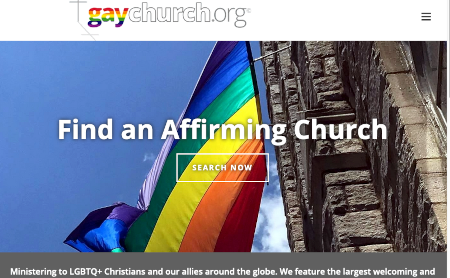 gaychurch.org®
Find an Affirming Church
SEARCH NOW
Ministering to LGBTQ+ Christians and our allies around the globe. We feature the largest welcoming and